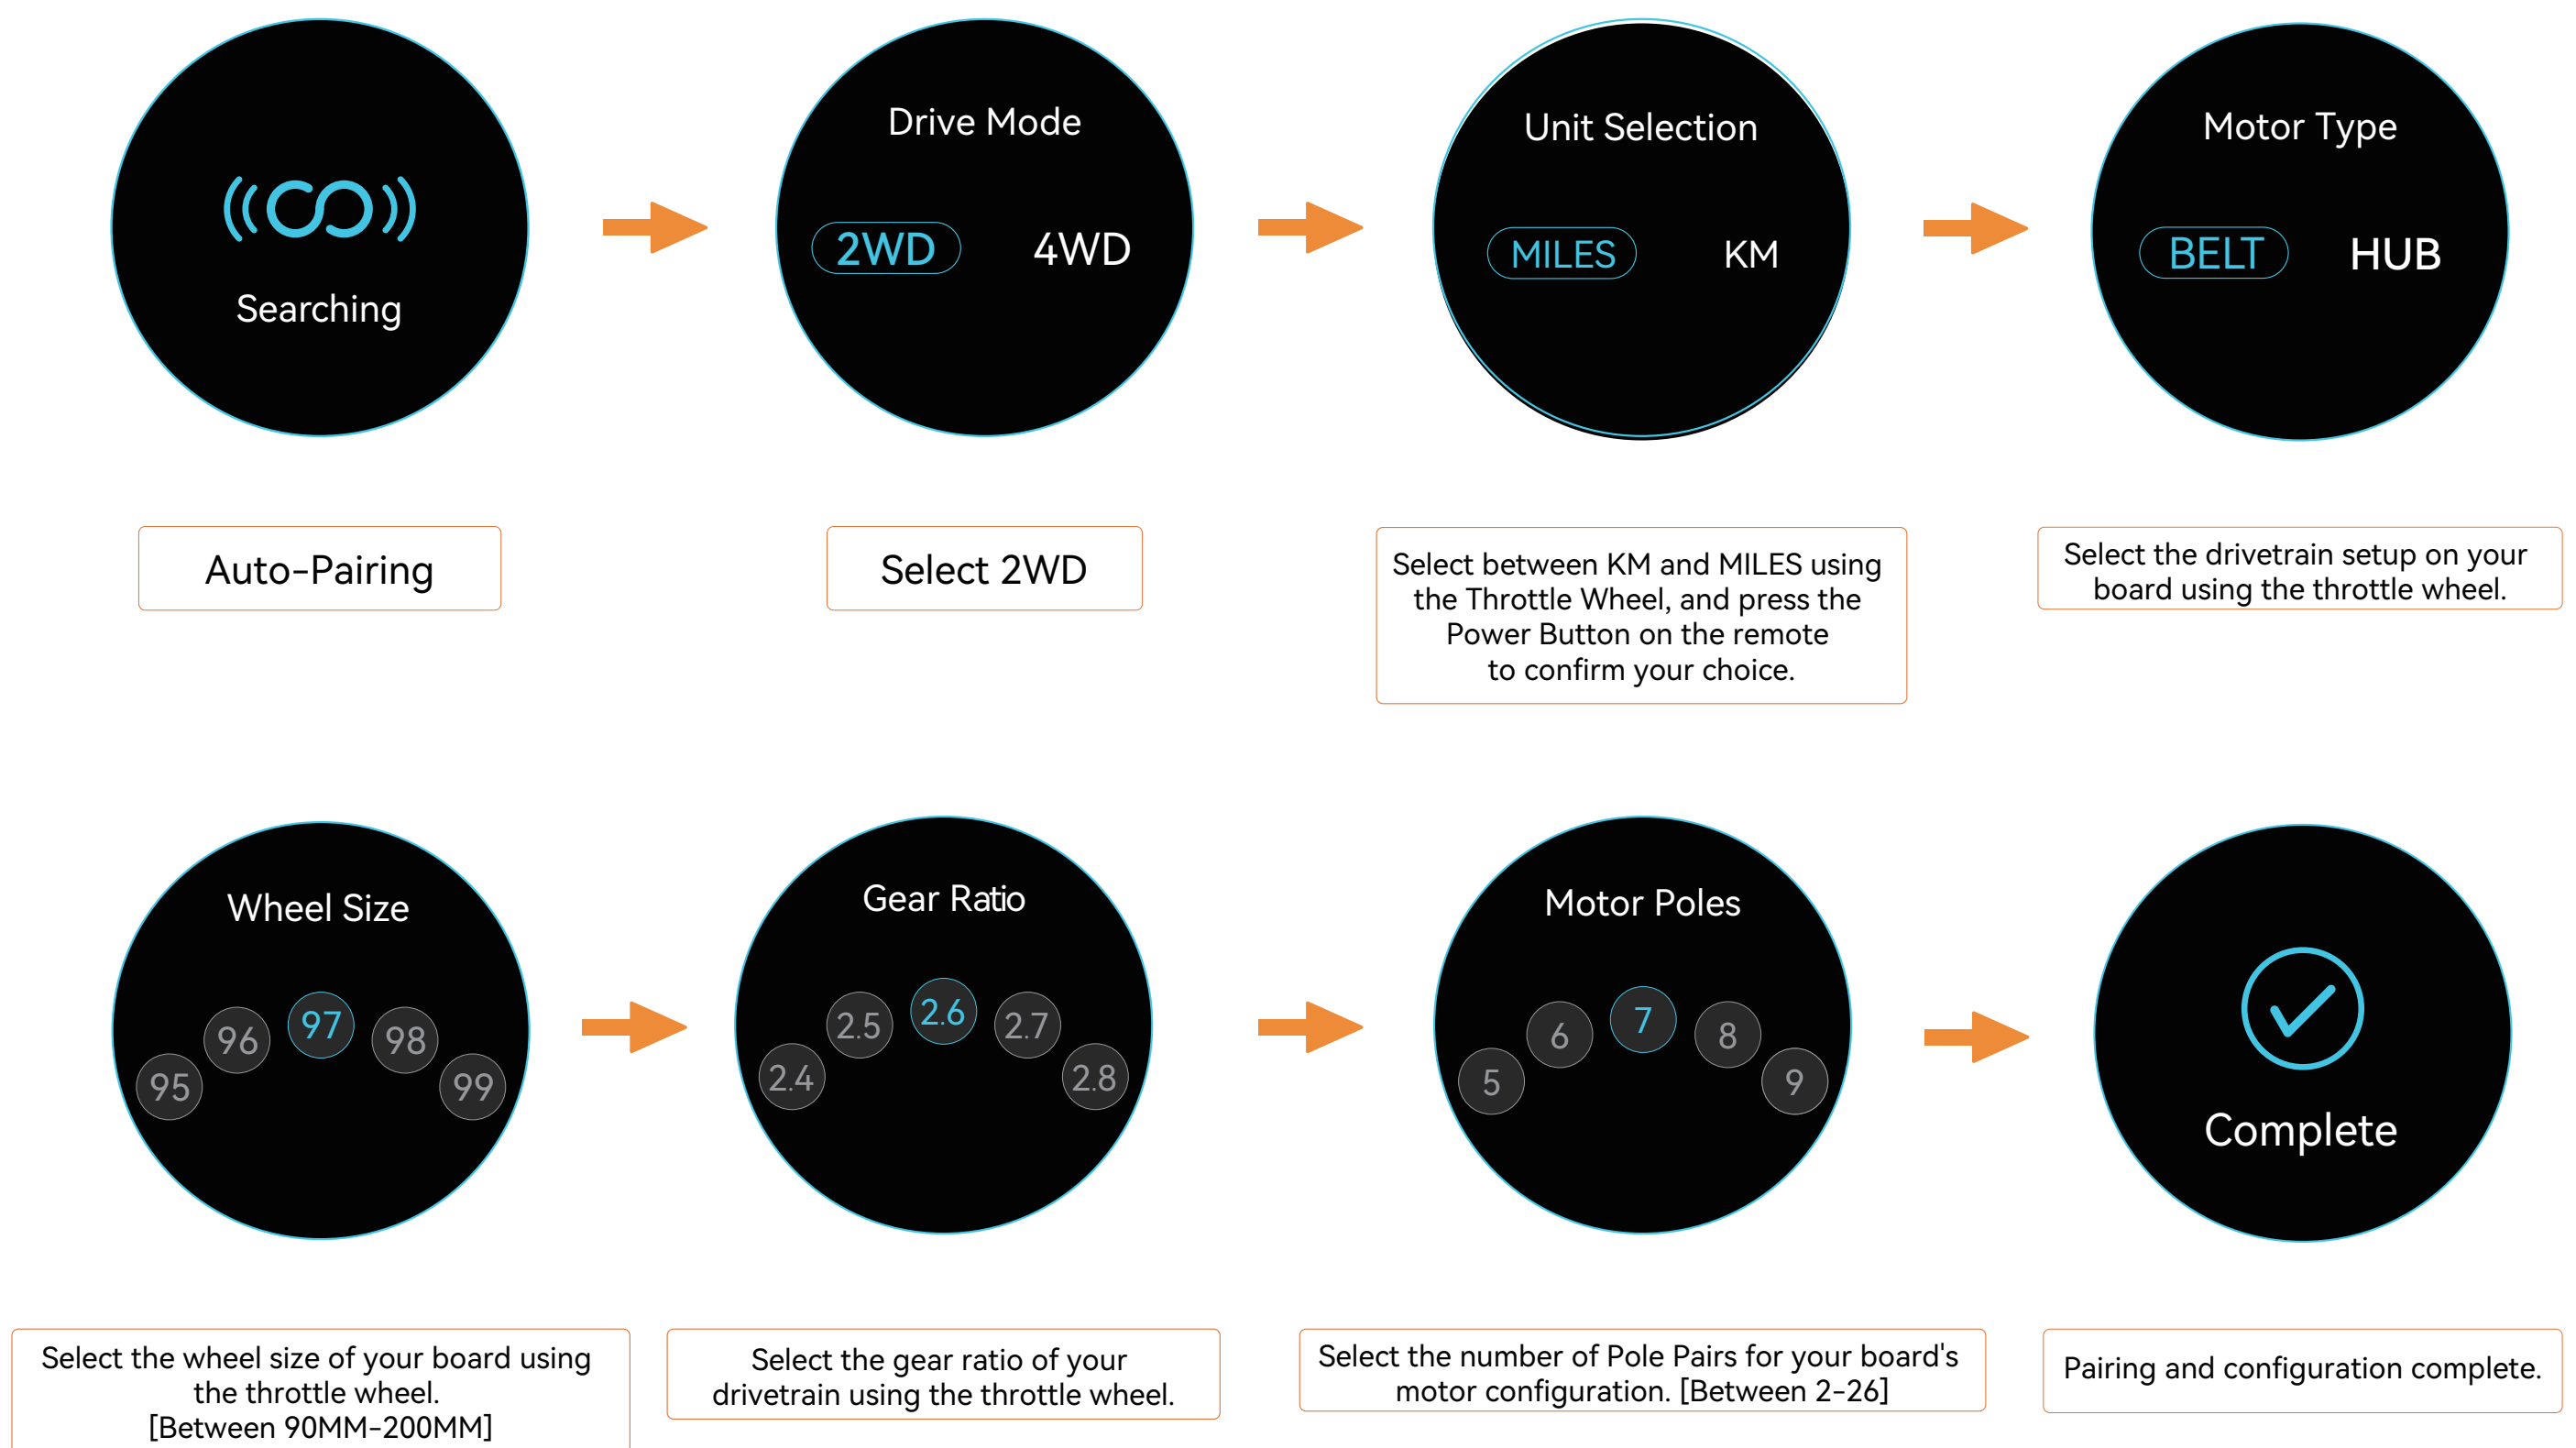 Searching
Drive Mode
2WD 4WD
Unit Selection
MILES KM
Motor Type
BELT HUB
Auto-Pairing
Select 2WD
Select between KM and MILES using
the Throttle Wheel, and press the
Power Button on the remote
to confirm your choice.
Select the drivetrain setup on your
board using the throttle wheel.
Wheel Size
95 96 97 98 99
Gear Ratio
2.4 2.5 2.6 2.7 2.8
Motor Poles
5 6 7 8 9
Complete
Select the wheel size of your board using
the throttle wheel.
[Between 90MM-200MM]
Select the gear ratio of your
drivetrain using the throttle wheel.
Select the number of Pole Pairs for your board's
motor configuration. [Between 2-26]
Pairing and configuration complete.